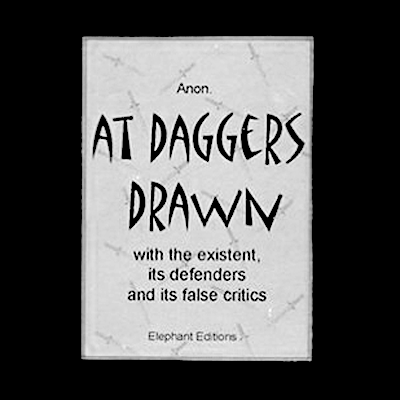 Anon.
AT DAGGERS
DRAWN
with the existent,
its defenders
and its false critics
Elephant Editions